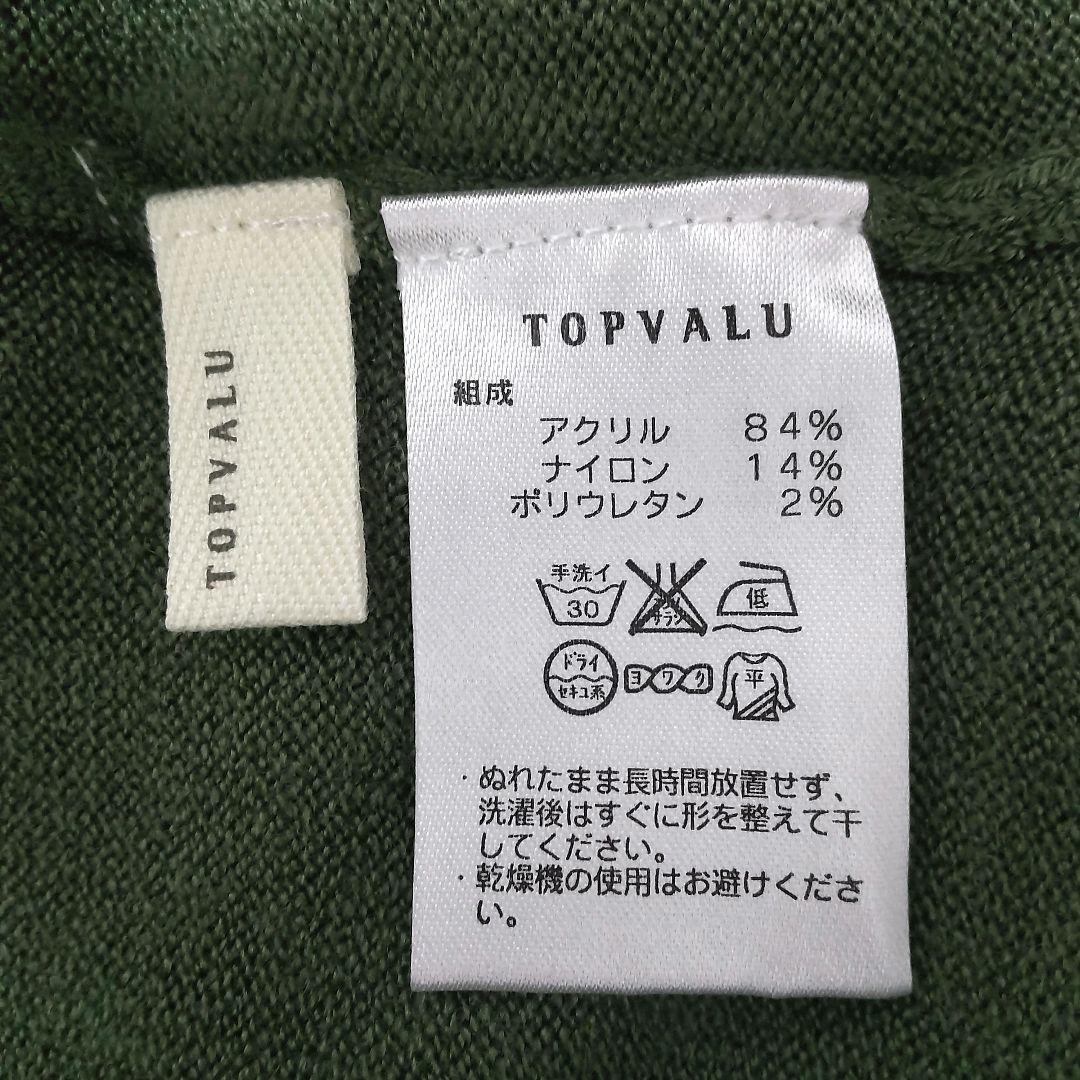 TOPVALU
TOPVALU
組成
アクリル 84%
ナイロン 14%
ポリウレタン 2%
手洗イ
30
サラシ
低
ドライ
セキユ系
ヨワク
平
・ぬれたまま長時間放置せず、
洗濯後はすぐに形を整えて干
してください。
・乾燥機の使用はお避けくださ
い。